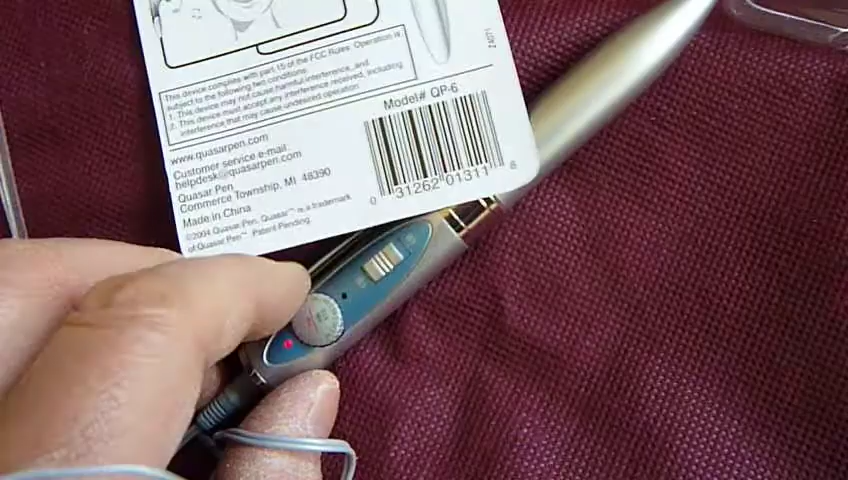 This device complies with part 15 of the FCC Rules. Operation is
subject to the following two conditions:
1. This device may not cause harmful interference, and
2. This device must accept any interference received, including
interference that may cause undesired operation.
24071
Model# QP-6
www.quasarpen.com
Customer service e-mail:
helpdesk@quasarpen.com
Quasar Pen
Commerce Township, MI 48390
Made in China
©2004 Quasar Pen, Quasar™ is a trademark
of Quasar Pen™. Patent Pending.
0 31262 01311 8